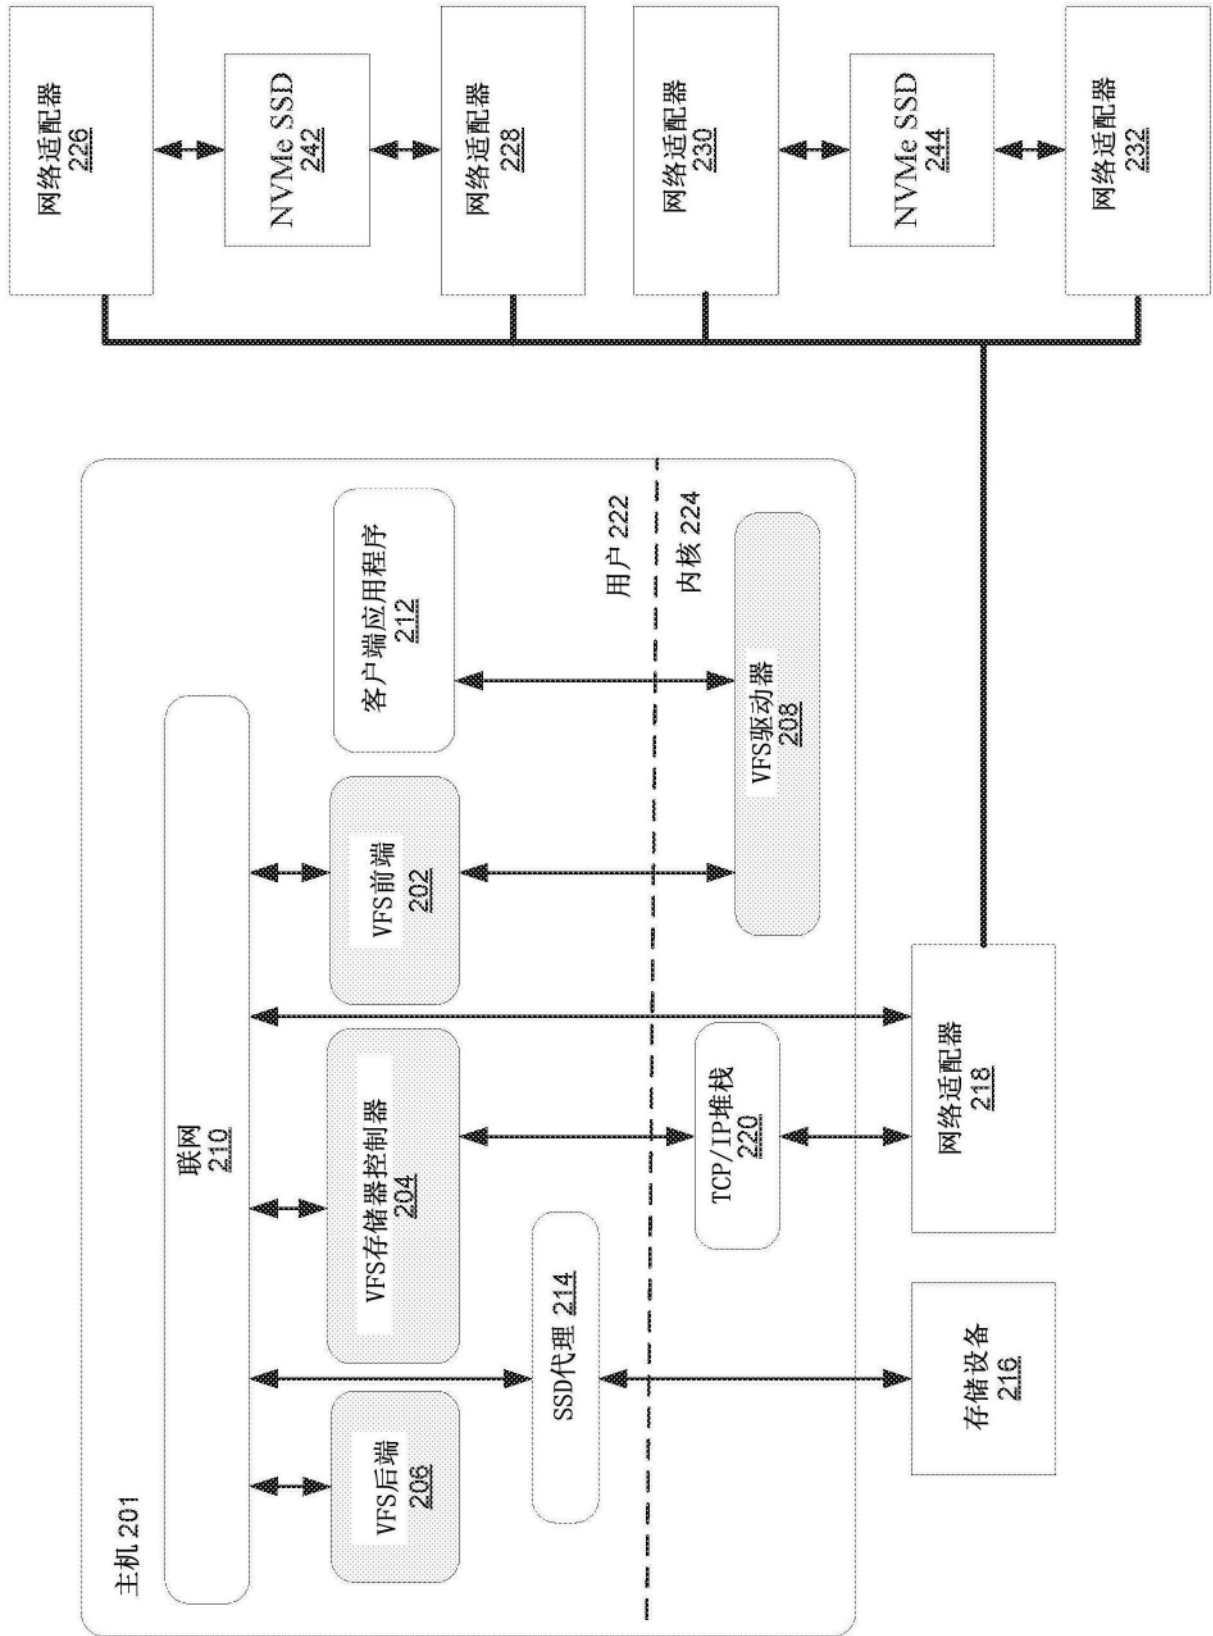 主机 201
联网
210
VFS后端
206
VFS存储器控制器
204
VFS前端
202
客户端应用程序
212
SSD代理 214
用户 222
内核 224
TCP/IP堆栈
220
VFS驱动器
208
存储设备
216
网络适配器
218
网络适配器
226
NVMe SSD
242
网络适配器
228
网络适配器
230
NVMe SSD
244
网络适配器
232